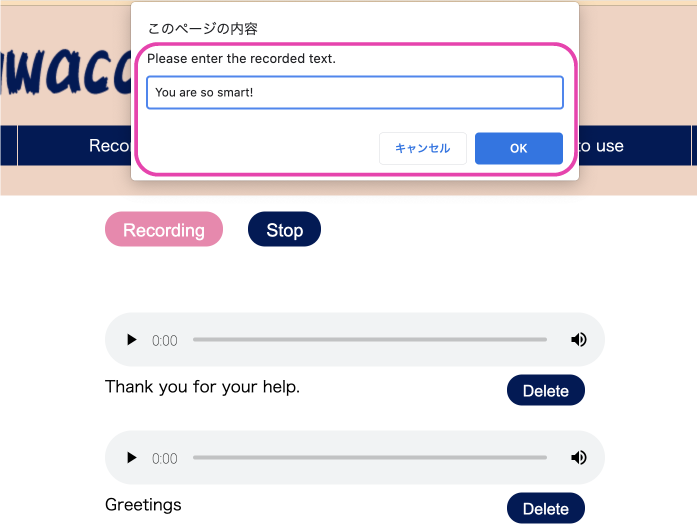 このページの内容
Please enter the recorded text.
You are so smart!
キャンセル
OK
to use
Recording
Stop
0:00
Thank you for your help.
Delete
0:00
Greetings
Delete